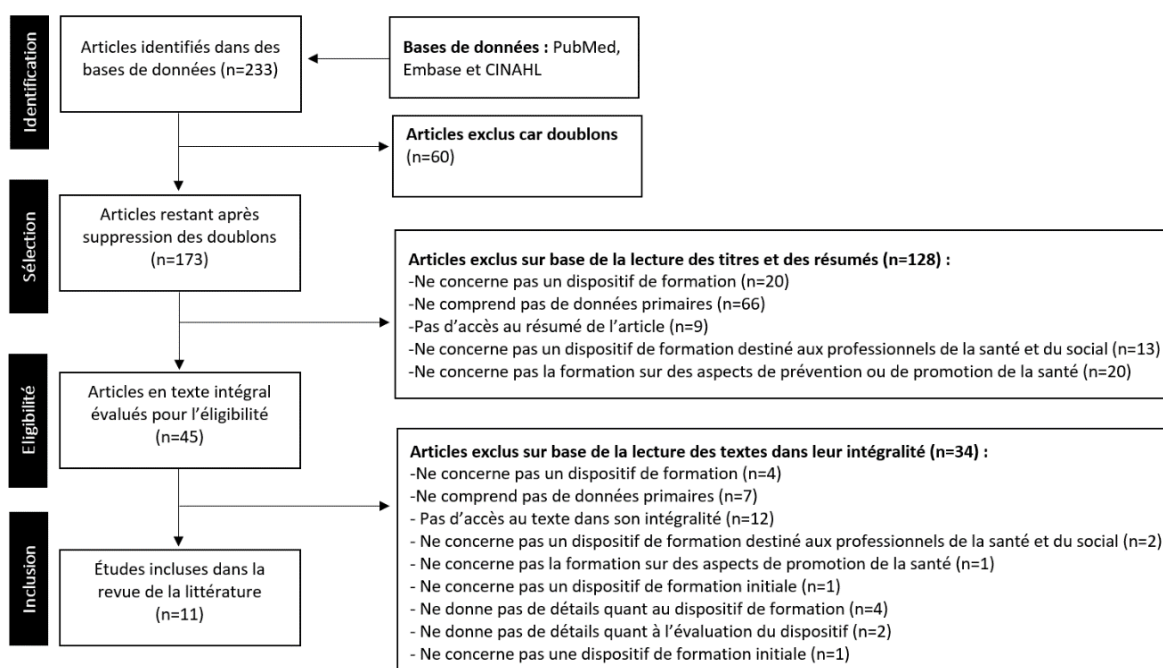 Identification
Articles identifiés dans des
bases de données (n=233)
Bases de données : PubMed,
Embase et CINAHL
Articles exclus car doublons
(n=60)
Sélection
Articles restant après
suppression des doublons
(n=173)
Articles exclus sur base de la lecture des titres et des résumés (n=128) :
-Ne concerne pas un dispositif de formation (n=20)
-Ne comprend pas de données primaires (n=66)
-Pas d’accès au résumé de l’article (n=9)
-Ne concerne pas un dispositif de formation destiné aux professionnels de la santé et du social (n=13)
-Ne concerne pas la formation sur des aspects de prévention ou de promotion de la santé (n=20)
Eligibilité
Articles en texte intégral
évalués pour l’éligibilité
(n=45)
Articles exclus sur base de la lecture des textes dans leur intégralité (n=34) :
-Ne concerne pas un dispositif de formation (n=4)
-Ne comprend pas de données primaires (n=7)
- Pas d’accès au texte dans son intégralité (n=12)
- Ne concerne pas un dispositif de formation destiné aux professionnels de la santé et du social (n=2)
- Ne concerne pas la formation sur des aspects de promotion de la santé (n=1)
- Ne concerne pas un dispositif de formation initiale (n=1)
- Ne donne pas de détails quant au dispositif de formation (n=4)
- Ne donne pas de détails quant à l’évaluation du dispositif (n=2)
- Ne concerne pas une dispositif de formation initiale (n=1)
Inclusion
Études incluses dans la
revue de la littérature
(n=11)